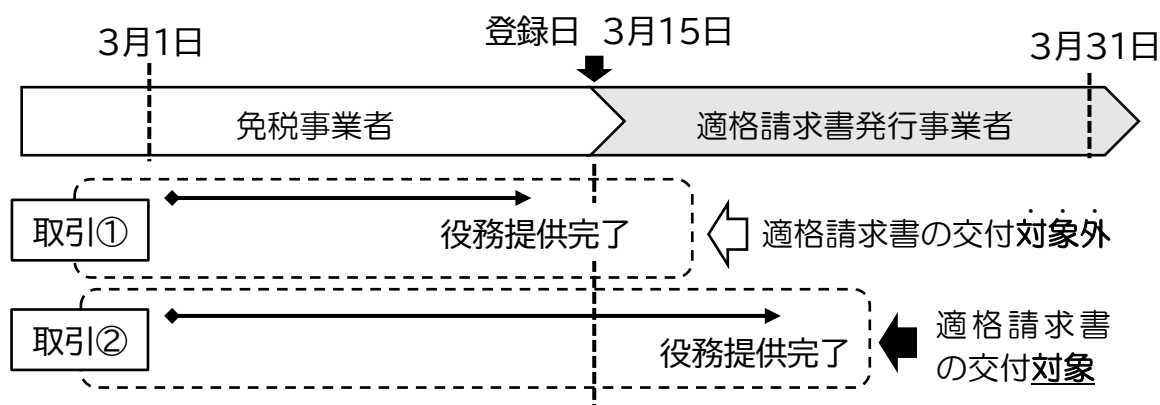 3月1日
登録日 3月15日
3月31日
免税事業者
適格請求書発行事業者
取引①
役務提供完了
適格請求書の交付対象外
取引②
役務提供完了
適格請求書
の交付対象